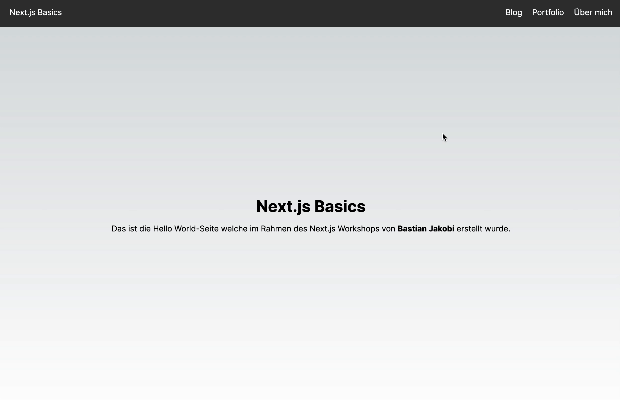 Next.js Basics
Blog Portfolio Über mich
Next.js Basics
Das ist die Hello World-Seite welche im Rahmen des Next.js Workshops von Bastian Jakobi erstellt wurde.